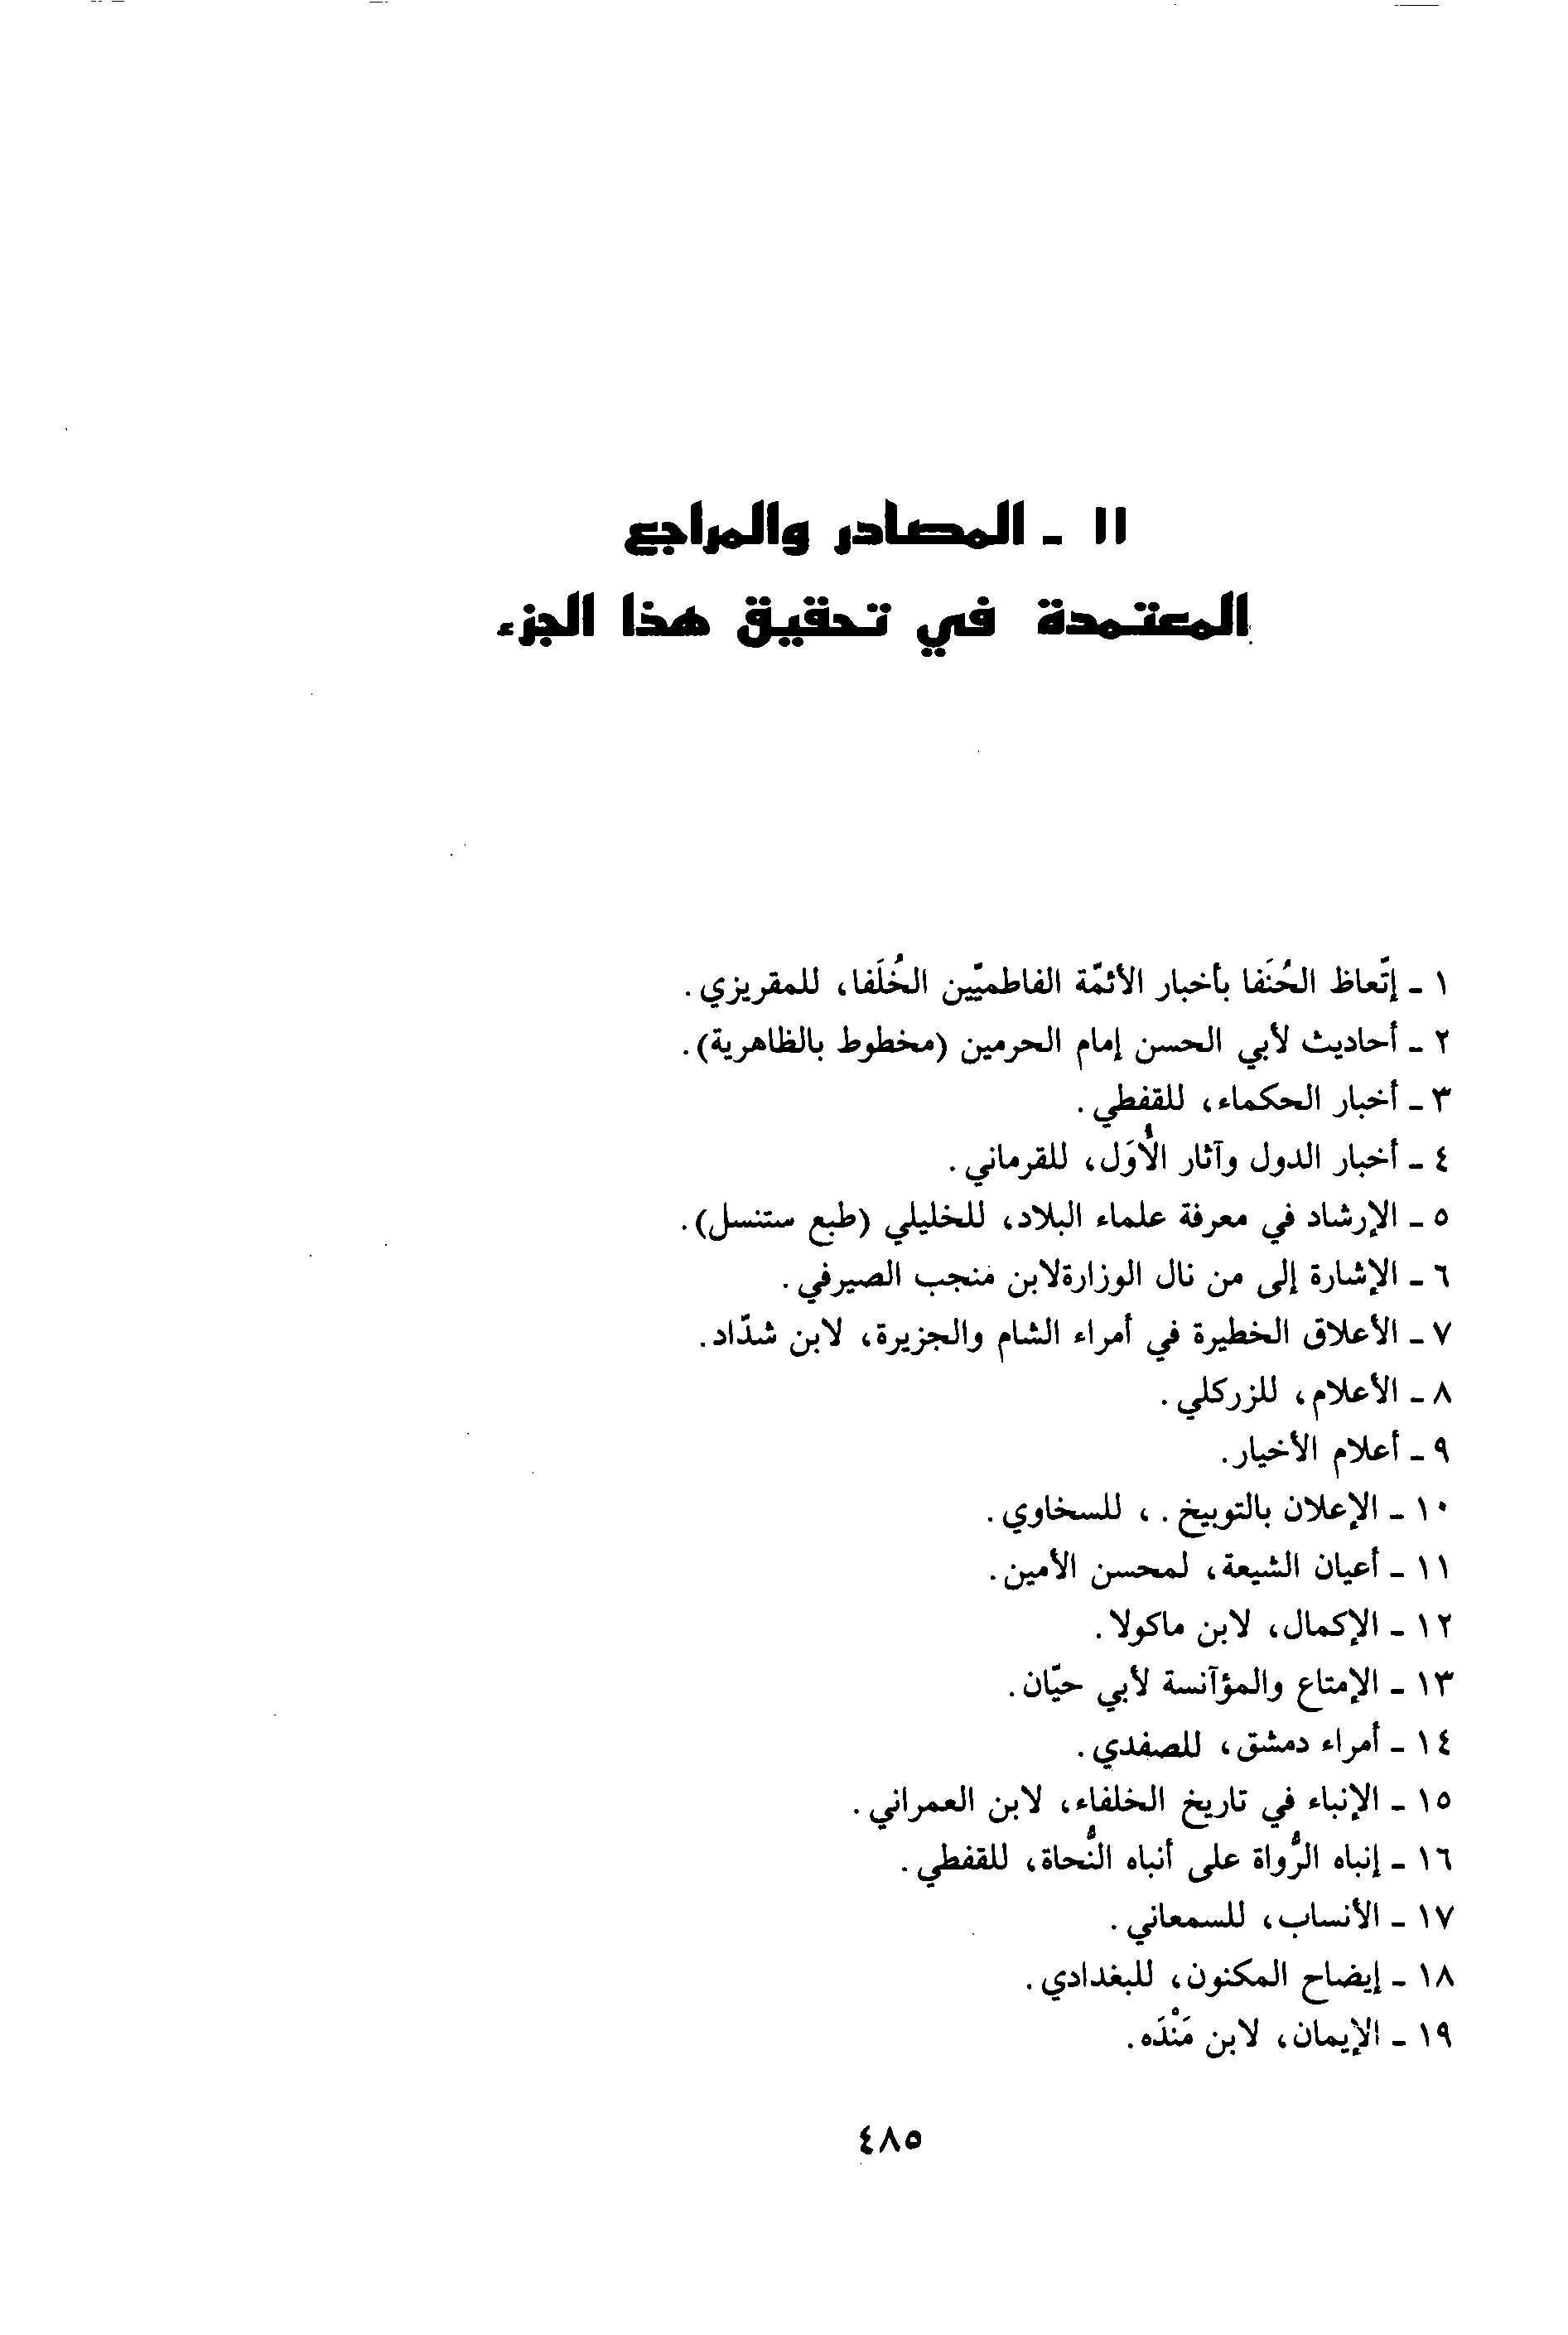 ١١ - المصادر والمراجع
المعتمدة في تحقيق هذا الجزء
١ - إتّعاظ الحُنَفا بأخبار الأئمّة الفاطميّين الخُلَفا، للمقريزي.
٢ - أحاديث لأبي الحسن إمام الحرمين (مخطوط بالظاهرية).
٣ - أخبار الحكماء، للقفطي.
٤ - أخبار الدول وآثار الأُوَل، للقرماني.
٥ - الإرشاد في معرفة علماء البلاد، للخليلي (طبع ستنسل).
٦ - الإشارة إلى من نال الوزارةلابن منجب الصيرفي.
٧ - الأعلاق الخطيرة في أمراء الشام والجزيرة، لابن شدّاد.
٨ - الأعلام، للزركلي.
٩ - أعلام الأخيار.
١٠ - الإعلان بالتوبيخ . ، للسخاوي.
١١ - أعيان الشيعة، لمحسن الأمين.
١٢ - الإكمال، لابن ماكولا.
١٣ - الإمتاع والمؤآنسة لأبي حيّان.
١٤ - أمراء دمشق، للصفدي.
١٥ - الإنباء في تاريخ الخلفاء، لابن العمراني.
١٦ - إنباه الرُّواة على أنباه النُّحاة، للقفطي.
١٧ - الأنساب، للسمعاني.
١٨ - إيضاح المكنون، للبغدادي.
١٩ - الإيمان، لابن مَنْدَه.
٤٨٥